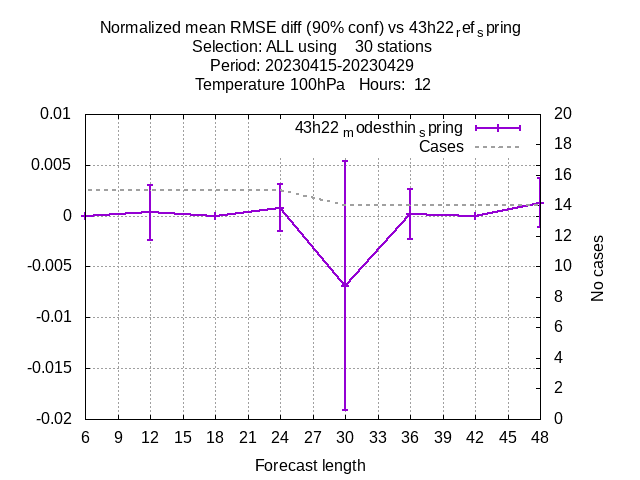 Normalized mean RMSE diff (90% conf) vs 43h22refspring
Selection: ALL using 30 stations
Period: 20230415-20230429
Temperature 100hPa Hours: 12
43h22modesthinspring
Cases
0.01
0.005
0
-0.005
-0.01
-0.015
-0.02
20
18
16
14
12
10
8
6
4
2
0
No cases
6 9 12 15 18 21 24 27 30 33 36 39 42 45 48
Forecast length